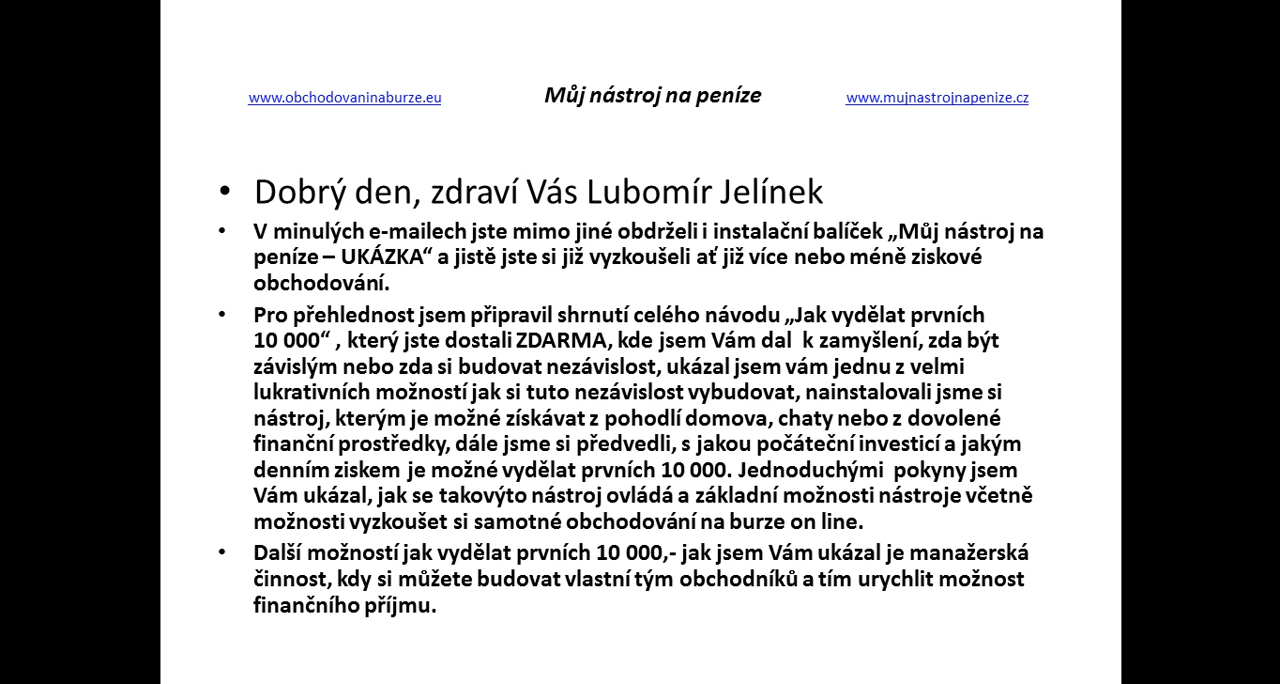 www.obchodovaninaburze.eu Můj nástroj na peníze www.mujnastrojnapenize.cz
• Dobrý den, zdraví Vás Lubomír Jelínek
• V minulých e-mailech jste mimo jiné obdrželi i instalační balíček „Můj nástroj na
peníze – UKÁZKA“ a jistě jste si již vyzkoušeli ať již více nebo méně ziskové
obchodování.
• Pro přehlednost jsem připravil shrnutí celého návodu „Jak vydělat prvních
10 000“ , který jste dostali ZDARMA, kde jsem Vám dal k zamyšlení, zda být
závislým nebo zda si budovat nezávislost, ukázal jsem vám jednu z velmi
lukrativních možností jak si tuto nezávislost vybudovat, nainstalovali jsme si
nástroj, kterým je možné získávat z pohodlí domova, chaty nebo z dovolené
finanční prostředky, dále jsme si předvedli, s jakou počáteční investicí a jakým
denním ziskem je možné vydělat prvních 10 000. Jednoduchými pokyny jsem
Vám ukázal, jak se takovýto nástroj ovládá a základní možnosti nástroje včetně
možnosti vyzkoušet si samotné obchodování na burze on line.
• Další možností jak vydělat prvních 10 000,- jak jsem Vám ukázal je manažerská
činnost, kdy si můžete budovat vlastní tým obchodníků a tím urychlit možnost
finančního příjmu.